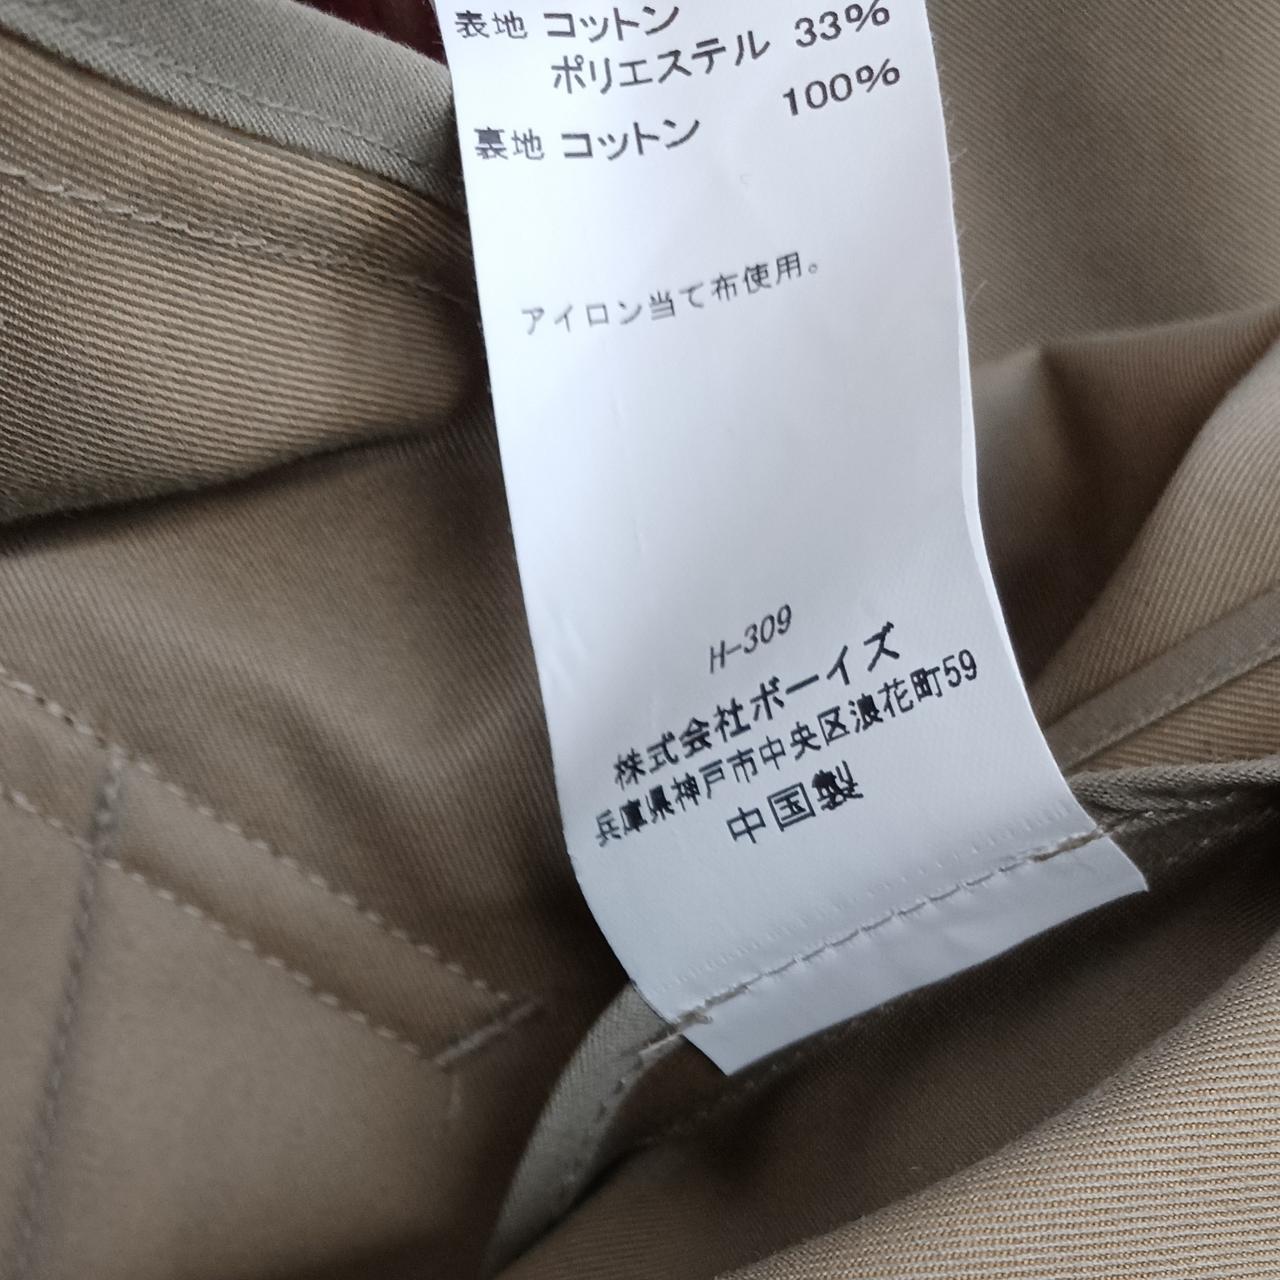 表地 コットン
ポリエステル 33%
100%
裏地 コットン
アイロン当て布使用。
H-309
株式会社ボーイズ
兵庫県神戸市中央区浪花町59
中国製